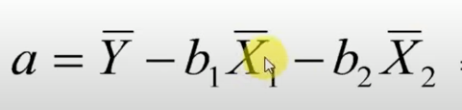 a = Y̅ − b₁X̅₁ − b₂X̅₂ =